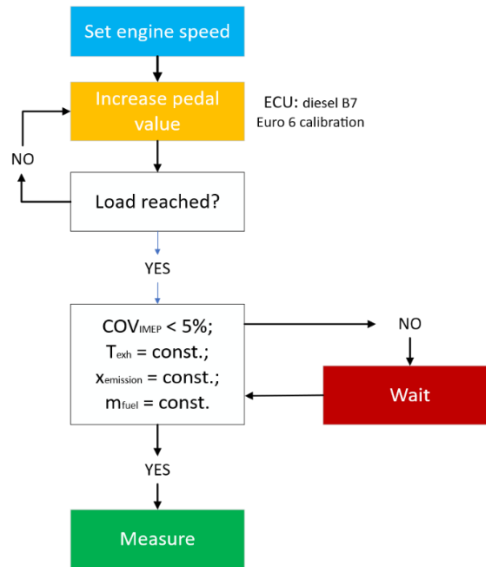 Set engine speed
Increase pedal
value
ECU: diesel B7
Euro 6 calibration
NO
Load reached?
YES
COVIMEP < 5%;
Texh = const.;
xemission = const.;
mfuel = const.
NO
Wait
YES
Measure